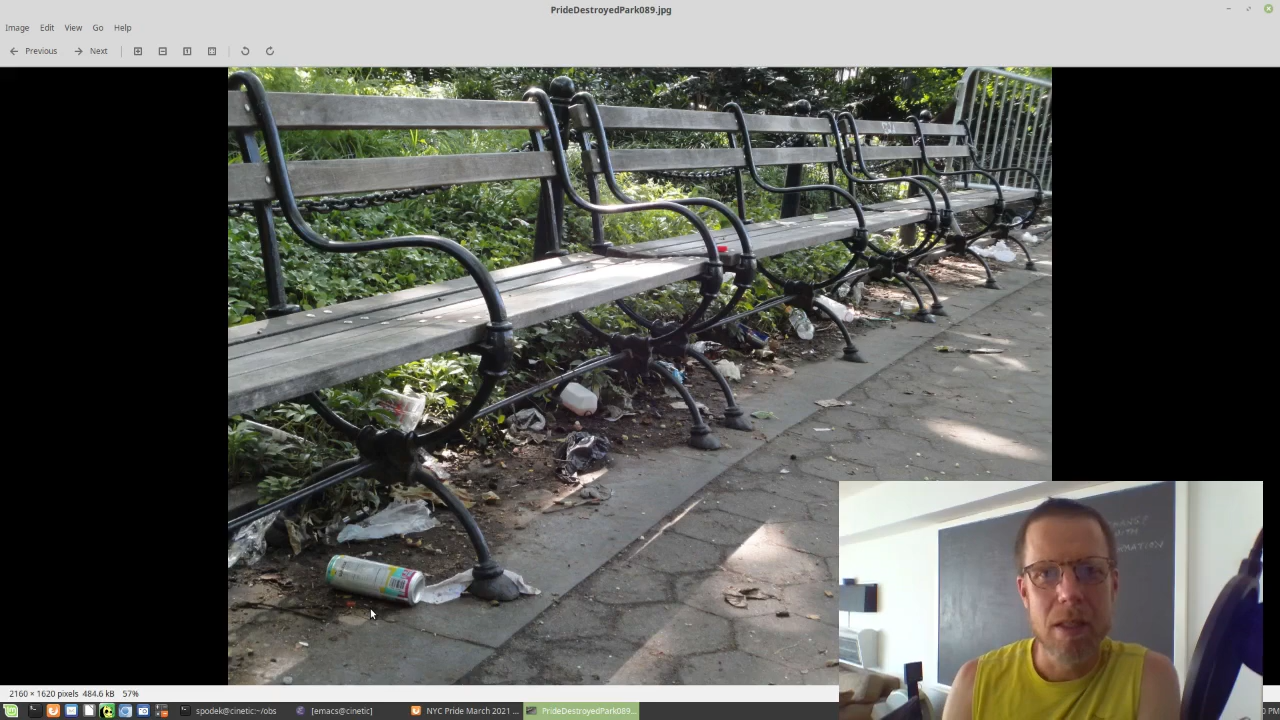 PrideDestroyedPark089.jpg
Image Edit View Go Help
Previous Next
2160 × 1620 pixels 484.6 kB 57%
spodek@cinetic:~/obs [emacs@cinetic] NYC Pride March 2021 ... PrideDestroyedPark089...